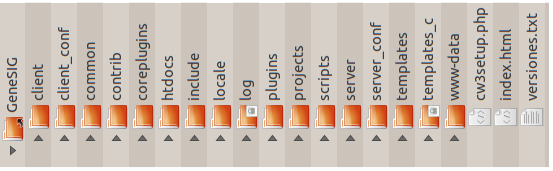 GeneSIG
client
client_conf
common
contrib
coreplugins
htdocs
include
locale
log
plugins
projects
scripts
server
server_conf
templates
templates_c
www-data
cw3setup.php
index.html
versiones.txt